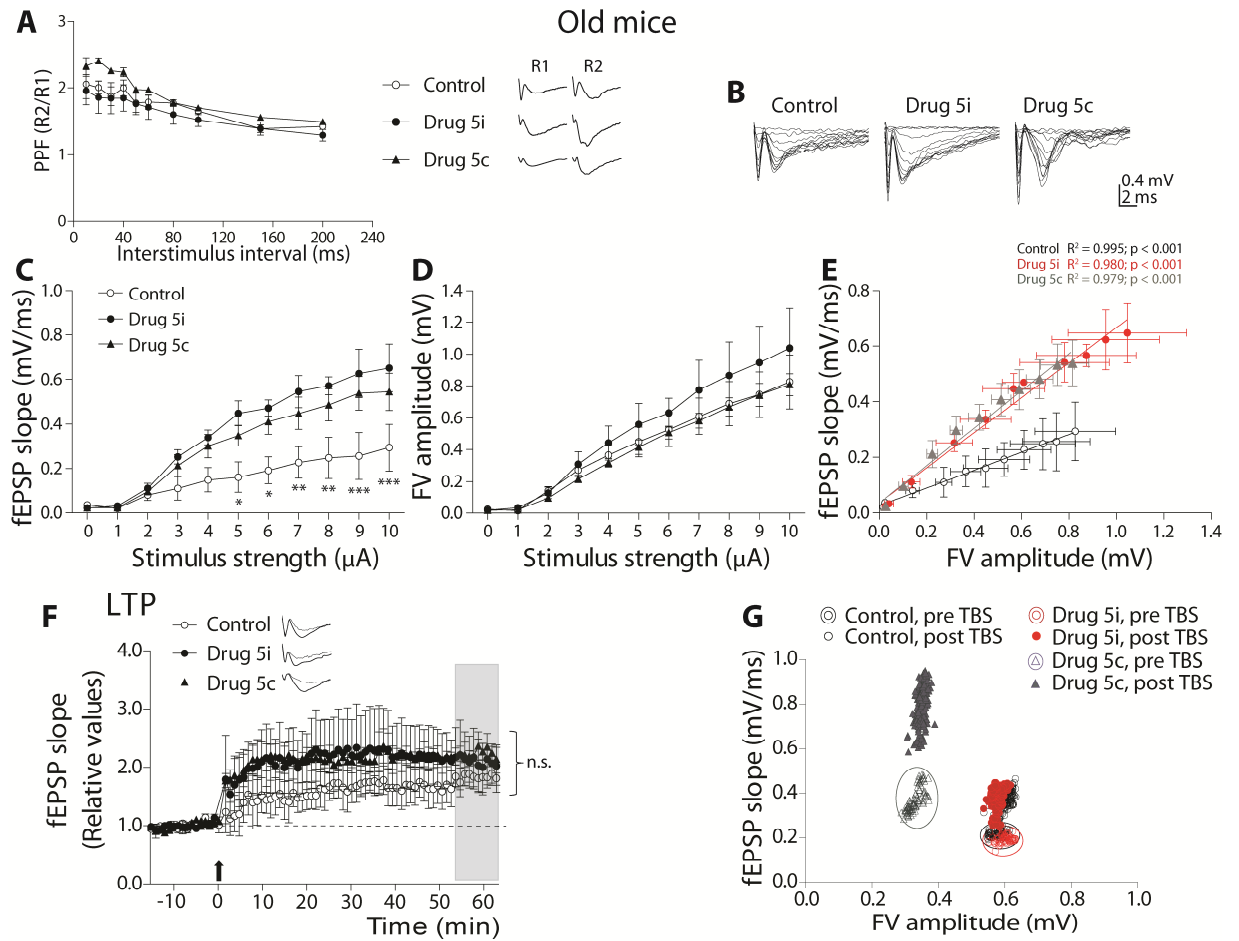 Old mice
A
3
2
1
0
PPF (R2/R1)
0 40 80 120 160 200 240
Interstimulus interval (ms)
R1 R2
Control
Drug 5i
Drug 5c
B
Control Drug 5i Drug 5c
0.4 mV
2 ms
C
fEPSP slope (mV/ms)
1.0
0.8
0.6
0.4
0.2
0.0
Control
Drug 5i
Drug 5c
* * ** ** *** ***
0 1 2 3 4 5 6 7 8 9 10
Stimulus strength (μA)
D
FV amplitude (mV)
1.4
1.2
1.0
0.8
0.6
0.4
0.2
0.0
0 1 2 3 4 5 6 7 8 9 10
Stimulus strength (μA)
E
Control R² = 0.995; p < 0.001
Drug 5i R² = 0.980; p < 0.001
Drug 5c R² = 0.979; p < 0.001
fEPSP slope (mV/ms)
0.8
0.6
0.4
0.2
0.0
0.0 0.2 0.4 0.6 0.8 1.0 1.2 1.4
FV amplitude (mV)
F
LTP
Control
Drug 5i
Drug 5c
fEPSP slope
(Relative values)
4.0
3.0
2.0
1.0
0.0
n.s.
-10 0 10 20 30 40 50 60
Time (min)
G
Control, pre TBS
Control, post TBS
Drug 5i, pre TBS
Drug 5i, post TBS
Drug 5c, pre TBS
Drug 5c, post TBS
fEPSP slope (mV/ms)
1.0
0.8
0.6
0.4
0.2
0.0
0.0 0.2 0.4 0.6 0.8 1.0
FV amplitude (mV)